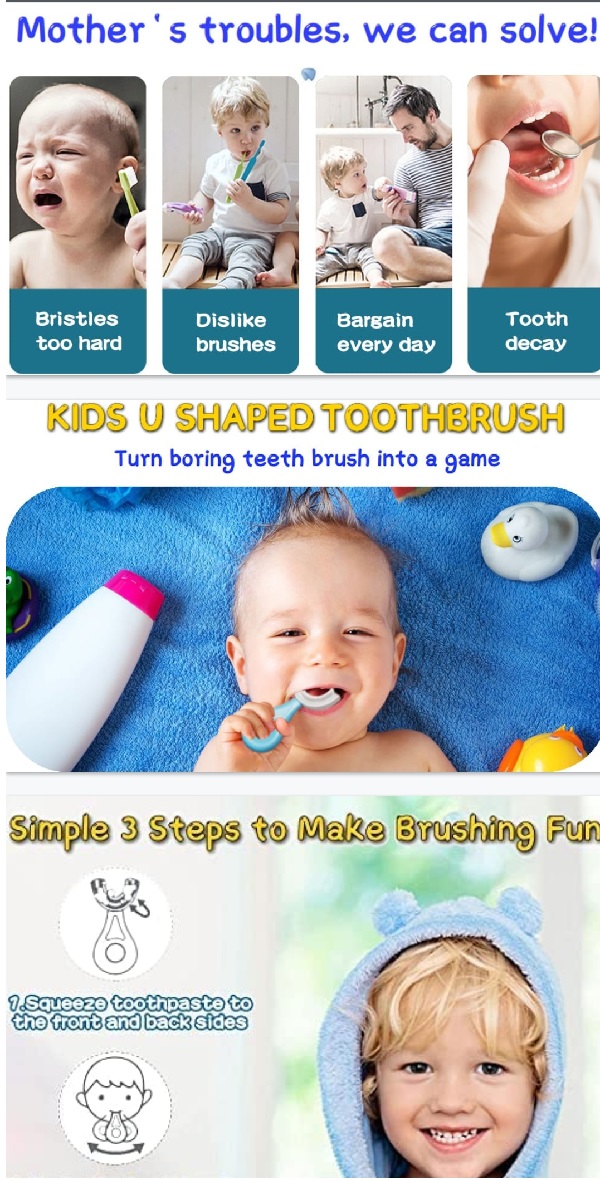 Mother's troubles, we can solve!
Bristles
too hard
Dislike
brushes
Bargain
every day
Tooth
decay
KIDS U SHAPED TOOTHBRUSH
Turn boring teeth brush into a game
Simple 3 Steps to Make Brushing Fun
1.Squeeze toothpaste to
the front and back sides